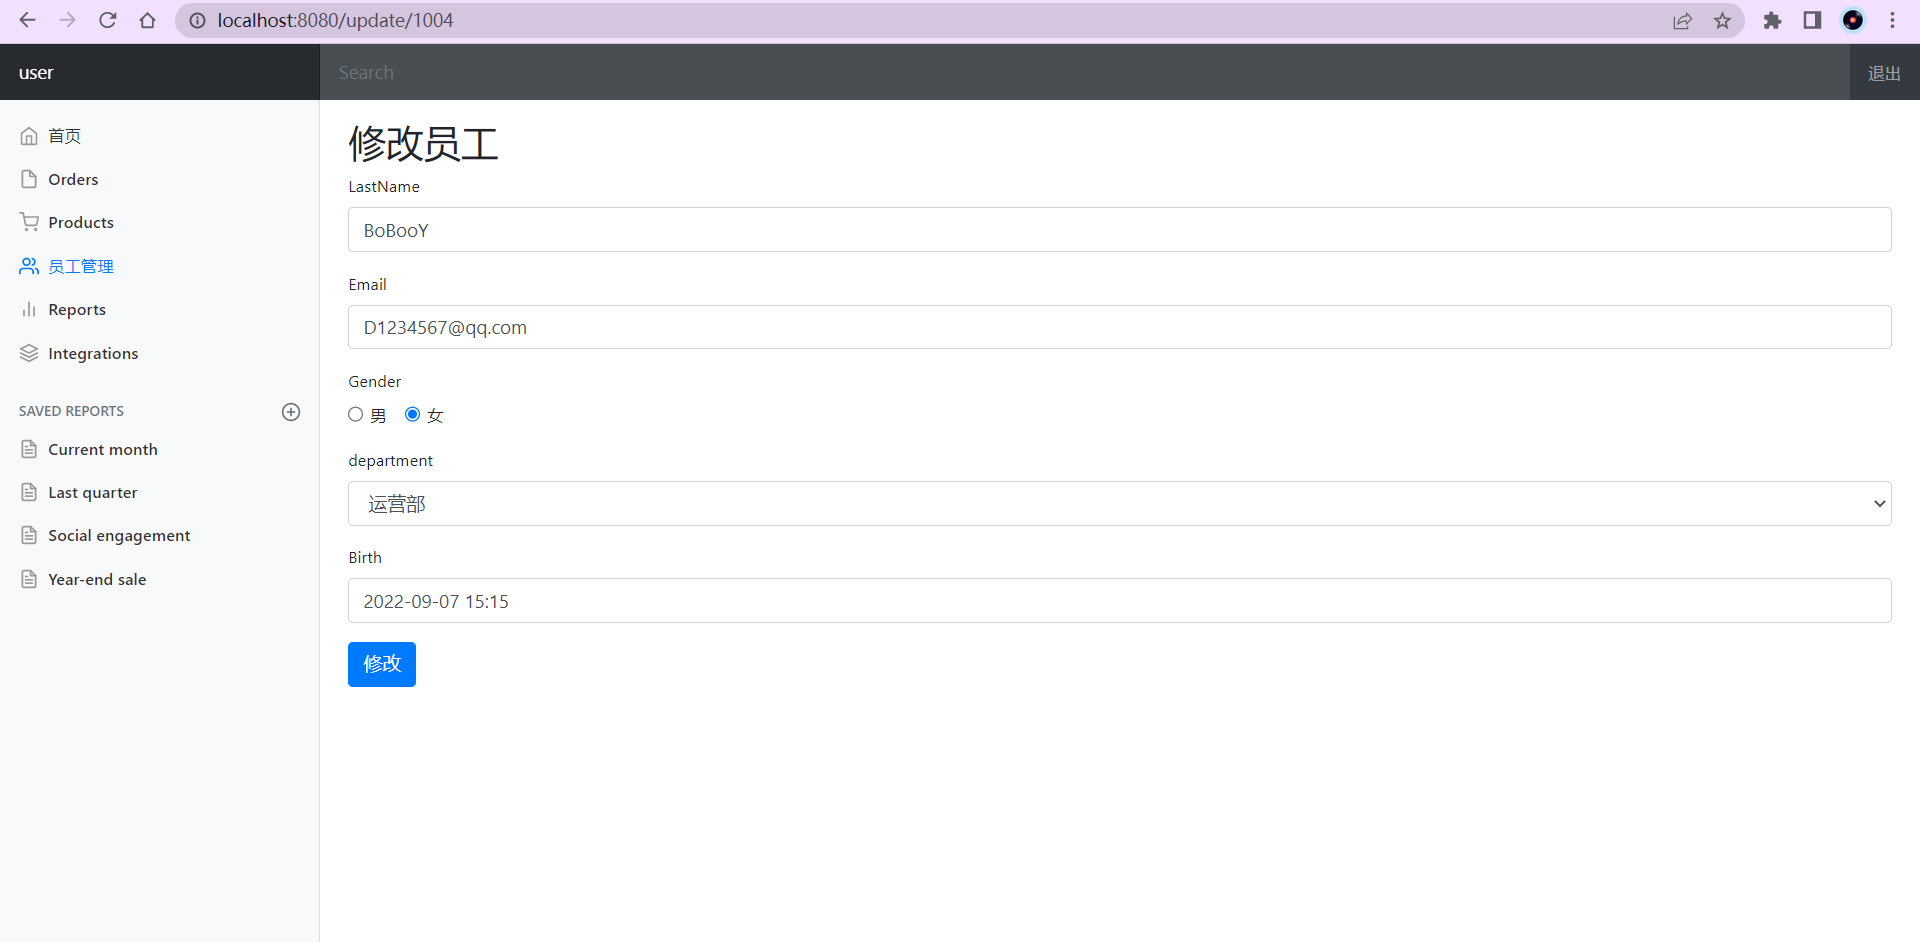 localhost:8080/update/1004
user
Search
退出
首页
Orders
Products
员工管理
Reports
Integrations
SAVED REPORTS
Current month
Last quarter
Social engagement
Year-end sale
修改员工
LastName
BoBooY
Email
D1234567@qq.com
Gender
男 女
department
运营部
Birth
2022-09-07 15:15
修改